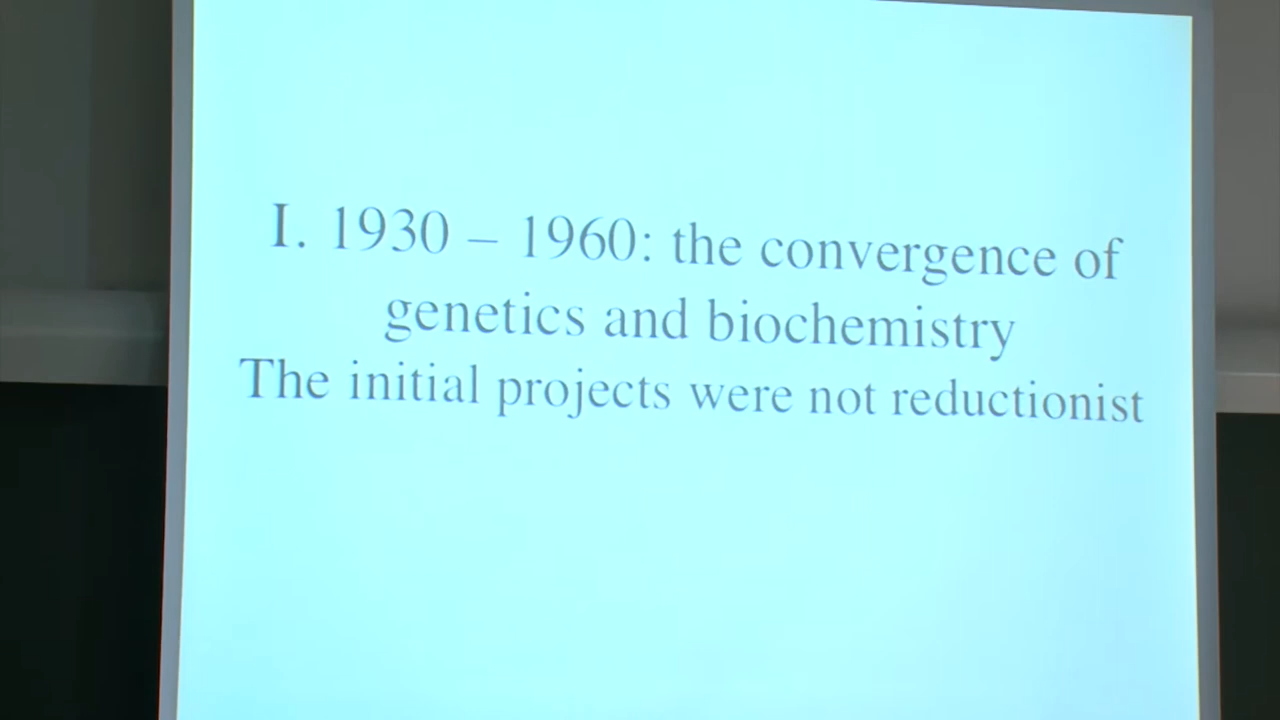 I. 1930 – 1960: the convergence of
genetics and biochemistry
The initial projects were not reductionist